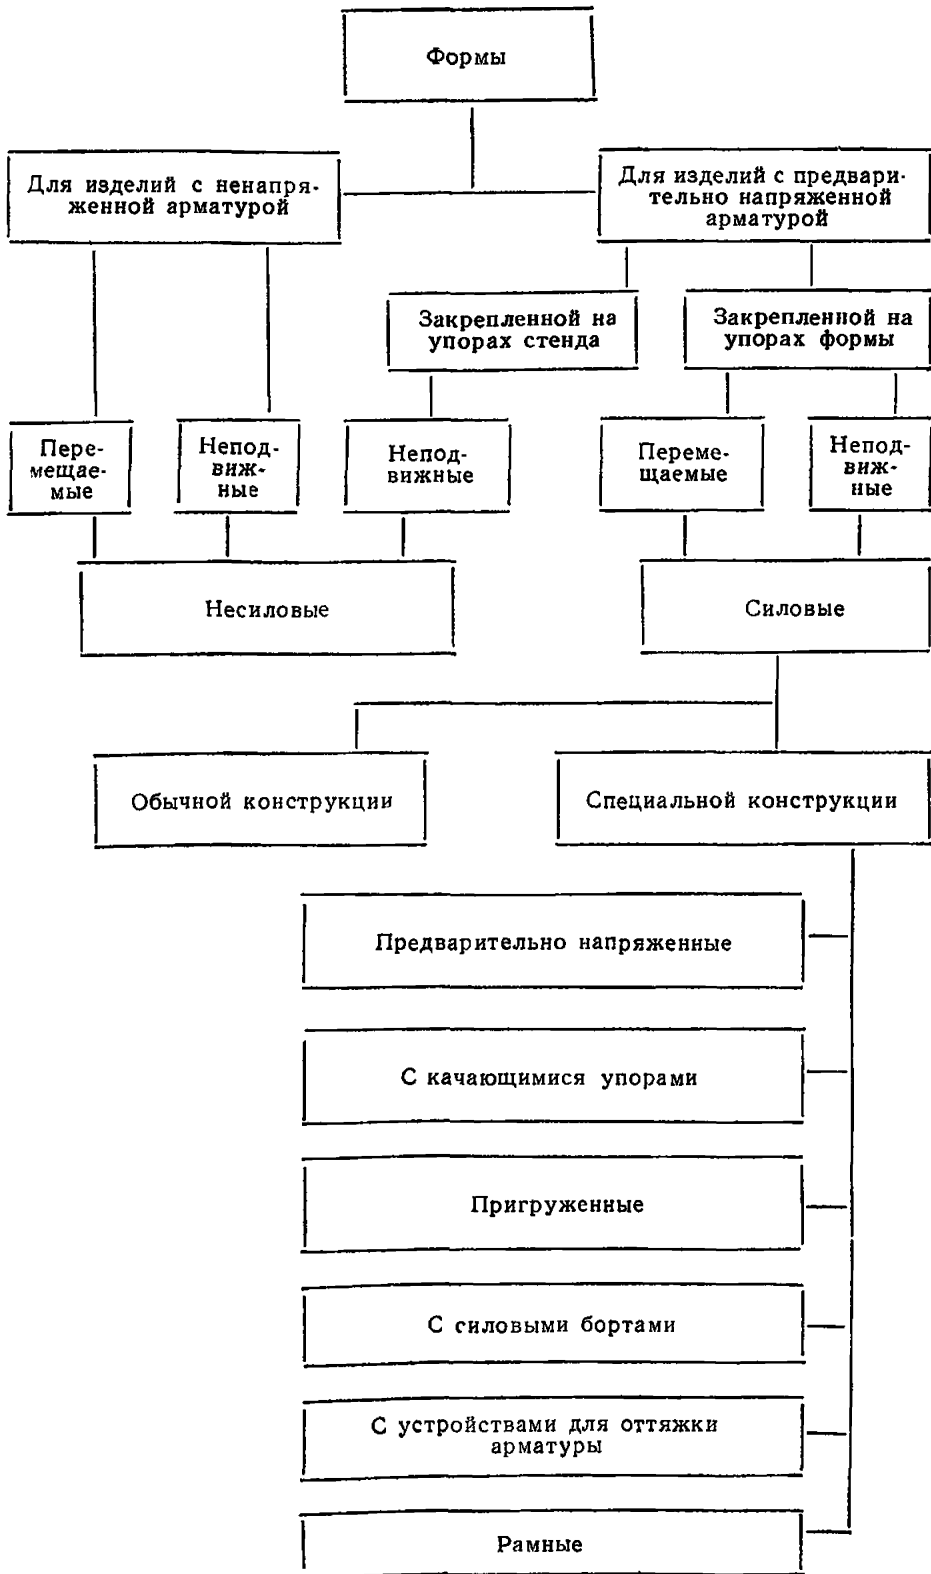 Формы
Для изделий с ненапря-
женной арматурой
Для изделий с предвари-
тельно напряженной
арматурой
Закрепленной на
упорах стенда
Закрепленной на
упорах формы
Пере-
мещае-
мые
Непод-
виж-
ные
Непод-
вижные
Переме-
щаемые
Непод-
виж-
ные
Несиловые
Силовые
Обычной конструкции
Специальной конструкции
Предварительно напряженные
С качающимися упорами
Пригруженные
С силовыми бортами
С устройствами для оттяжки
арматуры
Рамные